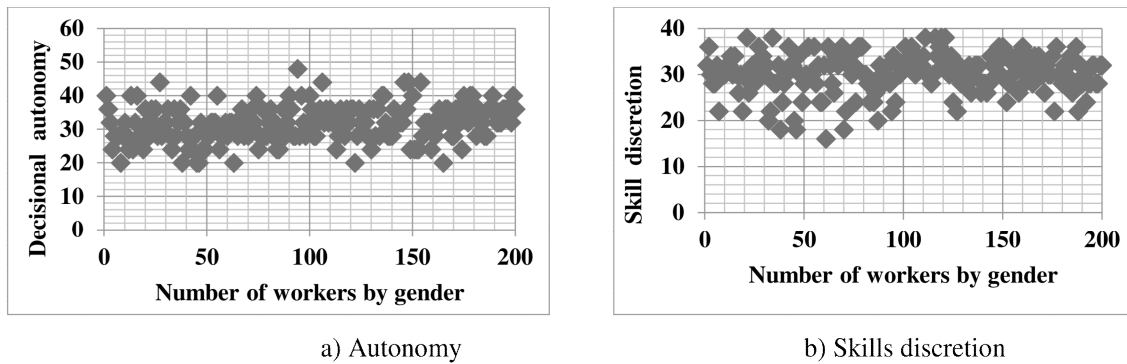 60
50
40
30
20
10
0
Decisional autonomy
0 50 100 150 200
Number of workers by gender
a) Autonomy
40
30
20
10
0
Skill discretion
0 50 100 150 200
Number of workers by gender
b) Skills discretion